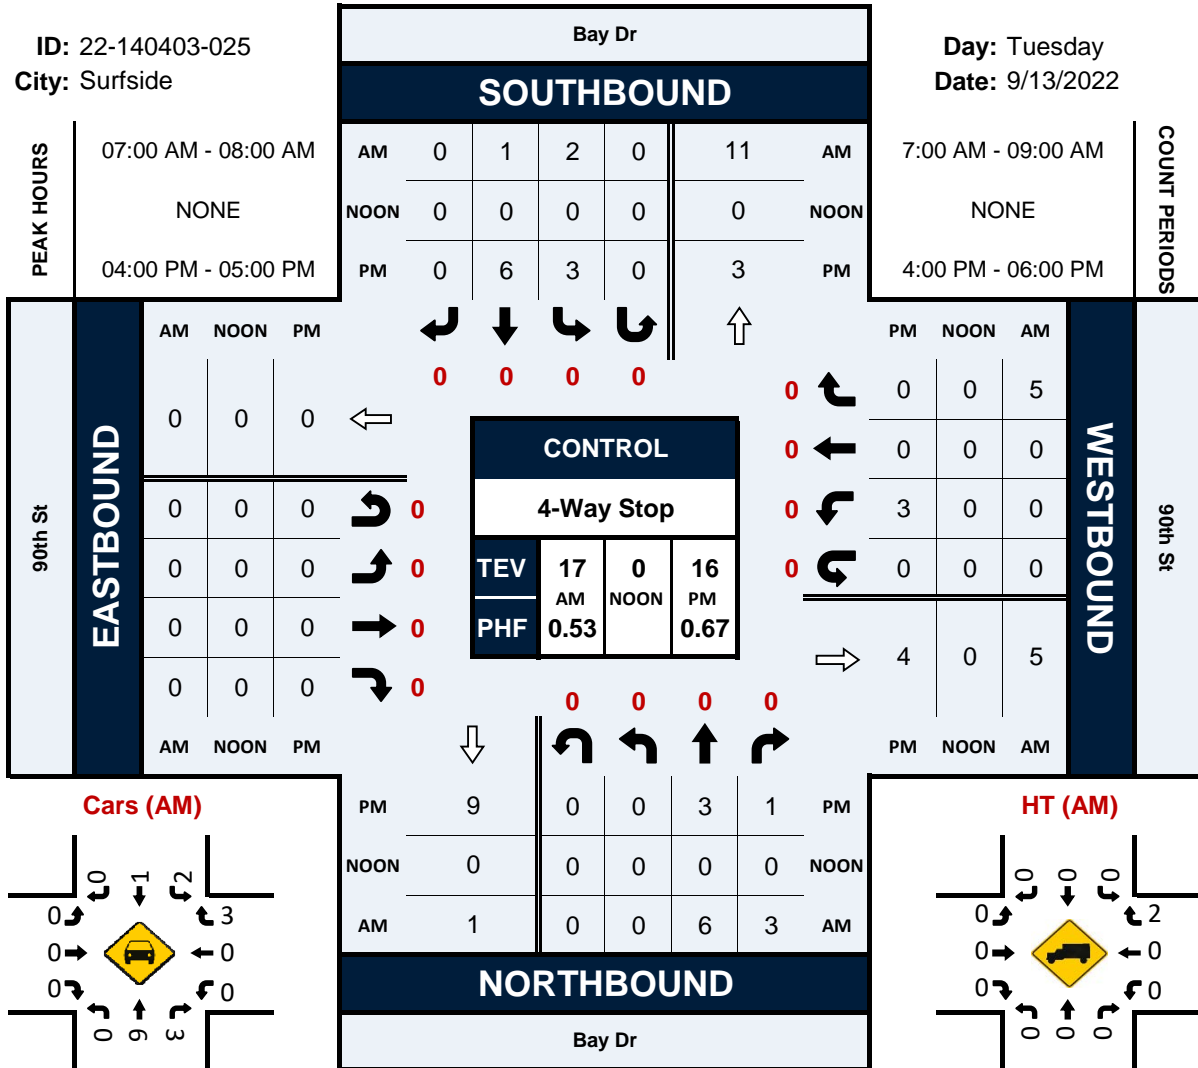 Bay Dr
ID: 22-140403-025
Day: Tuesday
City: Surfside
Date: 9/13/2022
SOUTHBOUND
PEAK HOURS
07:00 AM - 08:00 AM
NONE
04:00 PM - 05:00 PM
AM 0 1 2 0 11 AM
NOON 0 0 0 0 0 NOON
PM 0 6 3 0 3 PM
7:00 AM - 09:00 AM
NONE
4:00 PM - 06:00 PM
COUNT PERIODS
0 0 0 0
90th St
EASTBOUND
AM NOON PM
0 0 0
0 0 0 0
0 0 0 0
0 0 0 0
0 0 0 0
AM NOON PM
CONTROL
4-Way Stop
TEV 17 0 16
AM NOON PM
PHF 0.53 0.67
PM NOON AM
0 0 0 5
0 0 0 0
0 3 0 0
0 0 0 0
4 0 5
PM NOON AM
WESTBOUND
90th St
0 0 0 0
PM 9 0 0 3 1 PM
NOON 0 0 0 0 0 NOON
AM 1 0 0 6 3 AM
NORTHBOUND
Bay Dr
Cars (AM)
0 1 2
0 3
0 0
0 0
0 6 3
HT (AM)
0 0 0
0 2
0 0
0 0
0 0 0